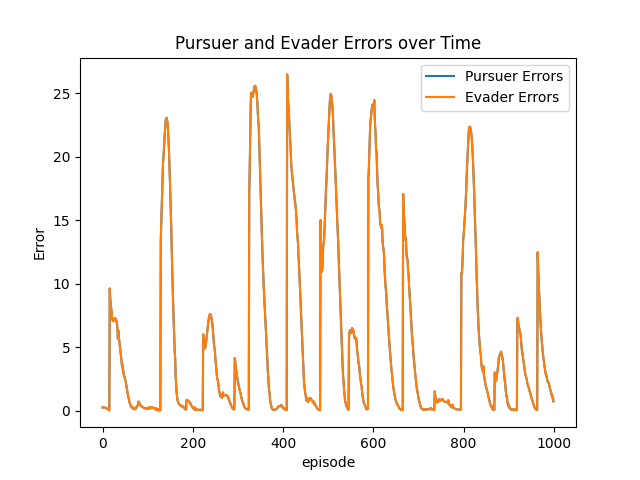 Pursuer and Evader Errors over Time
Pursuer Errors
Evader Errors
25
20
15
10
5
0
Error
0 200 400 600 800 1000
episode